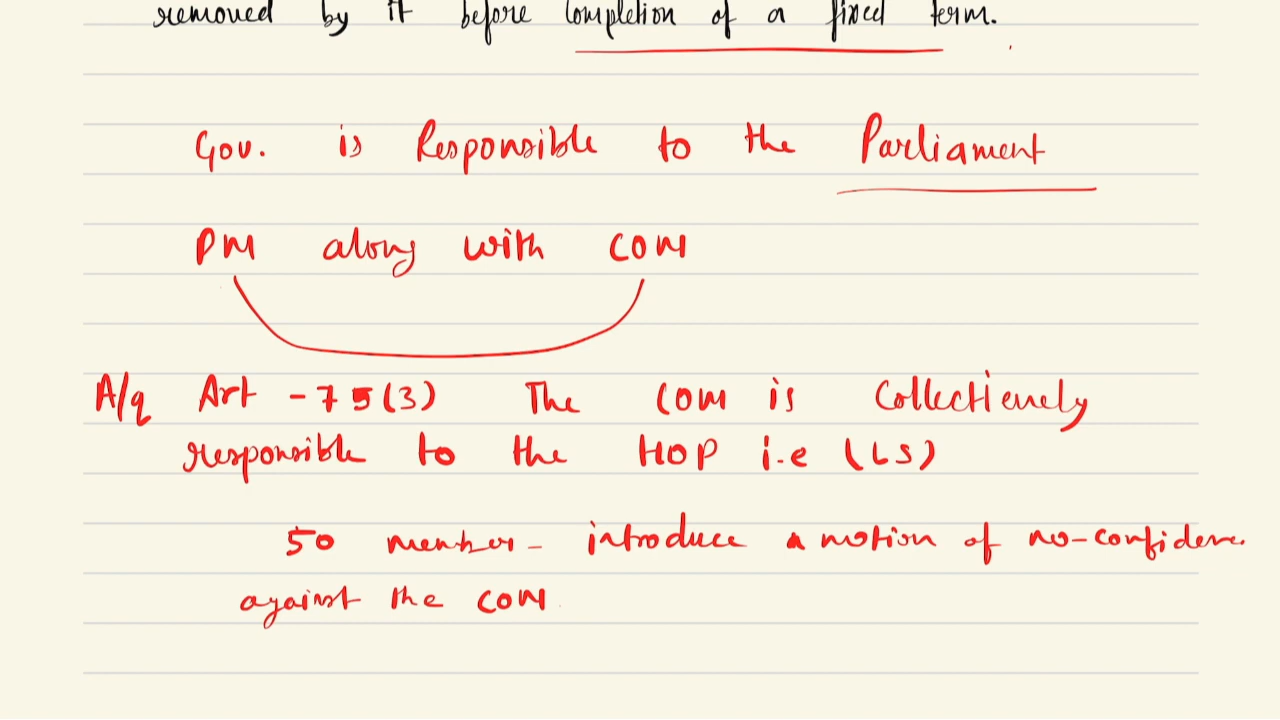 removed by it before completion of a fixed term.
Gov. is Responsible to the Parliament
PM along with COM
A/q Art - 75(3) The COM is Collectively
responsible to the HOP i.e (LS)
50 member - introduce a motion of no-confidence
against the COM